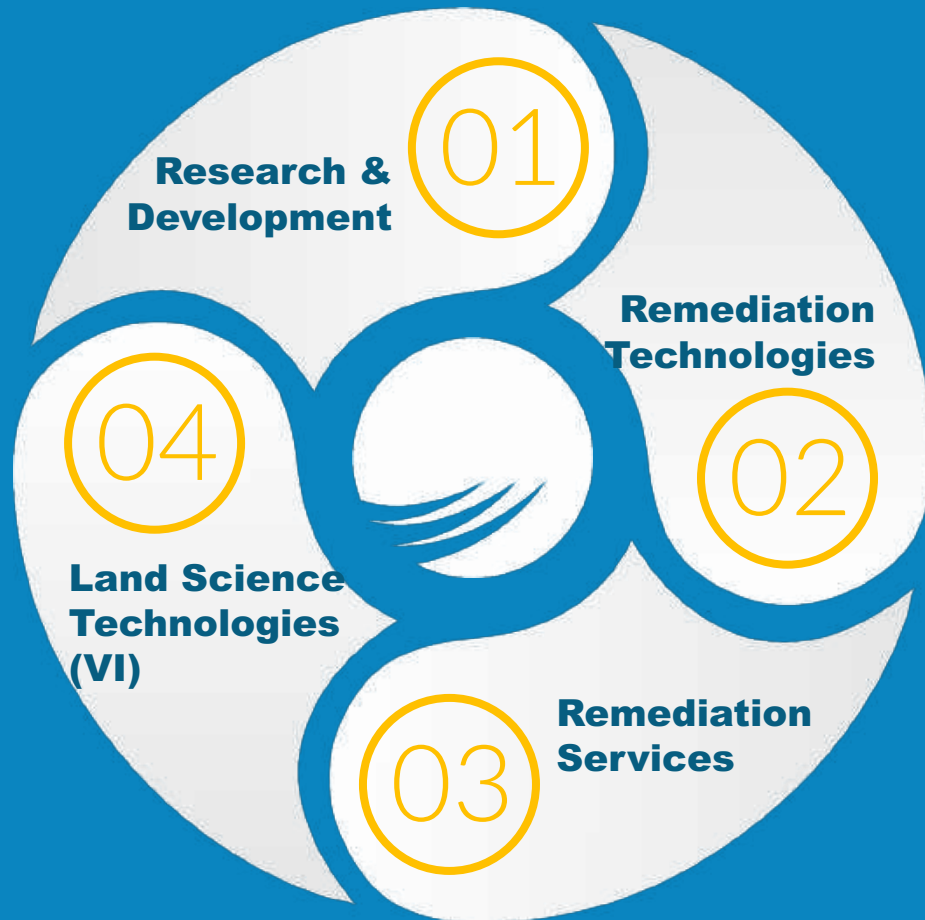 01
Research &
Development
Remediation
Technologies
02
03
Remediation
Services
04
Land Science
Technologies
(VI)